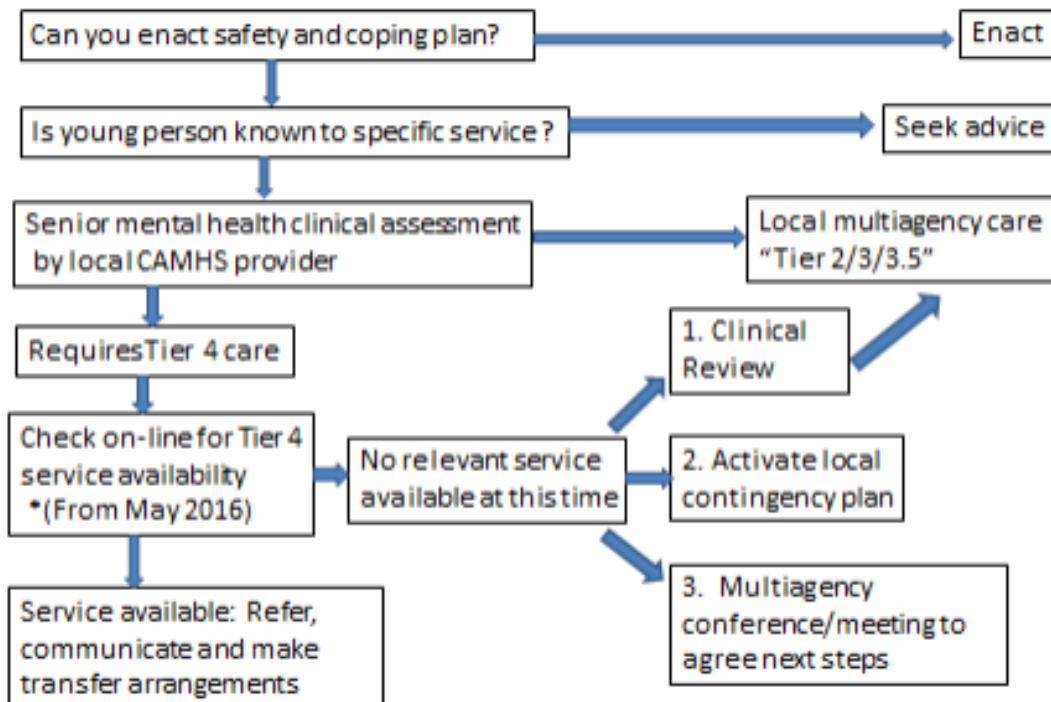 Can you enact safety and coping plan?
Enact
Is young person known to specific service ?
Seek advice
Senior mental health clinical assessment
by local CAMHS provider
Local multiagency care
“Tier 2/3/3.5”
1. Clinical
Review
Requires Tier 4 care
Check on-line for Tier 4
service availability
*(From May 2016)
No relevant service
available at this time
2. Activate local
contingency plan
3. Multiagency
conference/meeting to
agree next steps
Service available: Refer,
communicate and make
transfer arrangements